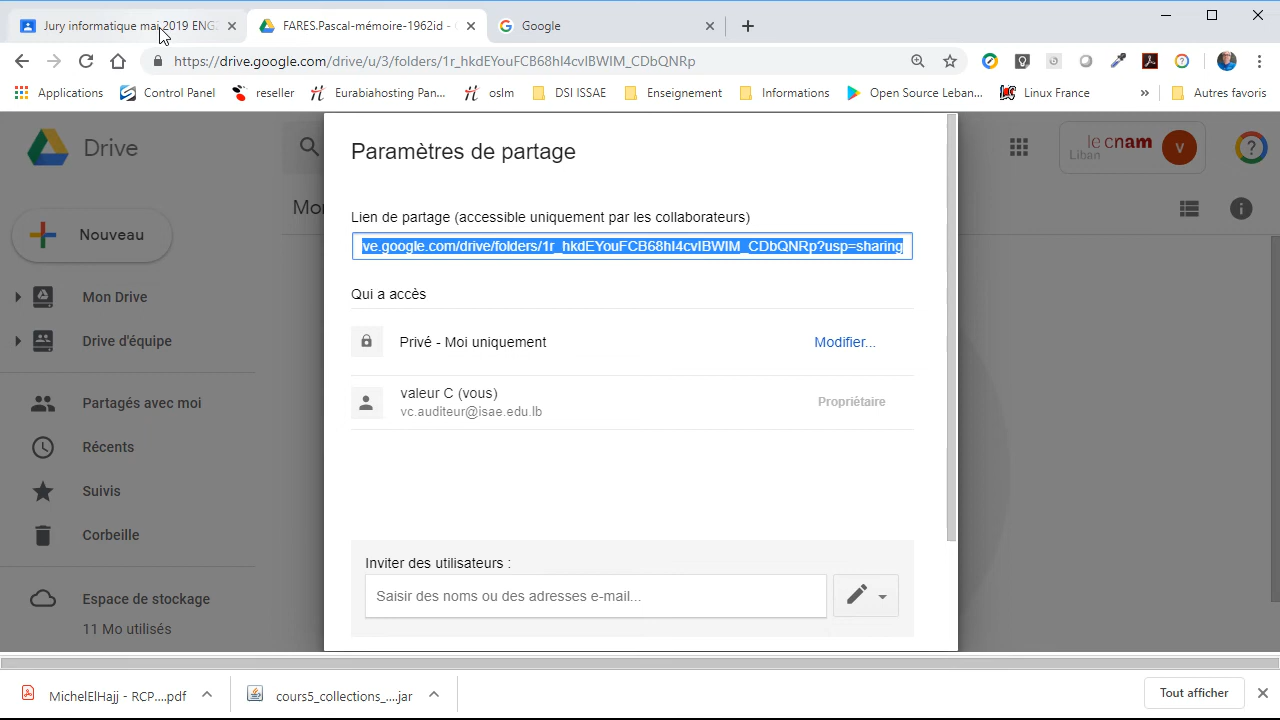 Jury informatique mai 2019 ENG
FARES.Pascal-mémoire-1962id -
Google
https://drive.google.com/drive/u/3/folders/1r_hkdEYouFCB68hI4cvIBWIM_CDbQNRp
Applications
Control Panel
reseller
Eurabiahosting Pan...
oslm
DSI ISSAE
Enseignement
Informations
Open Source Leban...
Linux France
»
Autres favoris
Drive
le cnam
Liban
V
Mon
Nouveau
Mon Drive
Drive d'équipe
Partagés avec moi
Récents
Suivis
Corbeille
Espace de stockage
11 Mo utilisés
Paramètres de partage
Lien de partage (accessible uniquement par les collaborateurs)
ve.google.com/drive/folders/1r_hkdEYouFCB68hI4cvIBWIM_CDbQNRp?usp=sharing
Qui a accès
Privé - Moi uniquement
Modifier...
valeur C (vous)
vc.auditeur@isae.edu.lb
Propriétaire
Inviter des utilisateurs :
Saisir des noms ou des adresses e-mail...
MichelElHajj - RCP....pdf
cours5_collections_....jar
Tout afficher